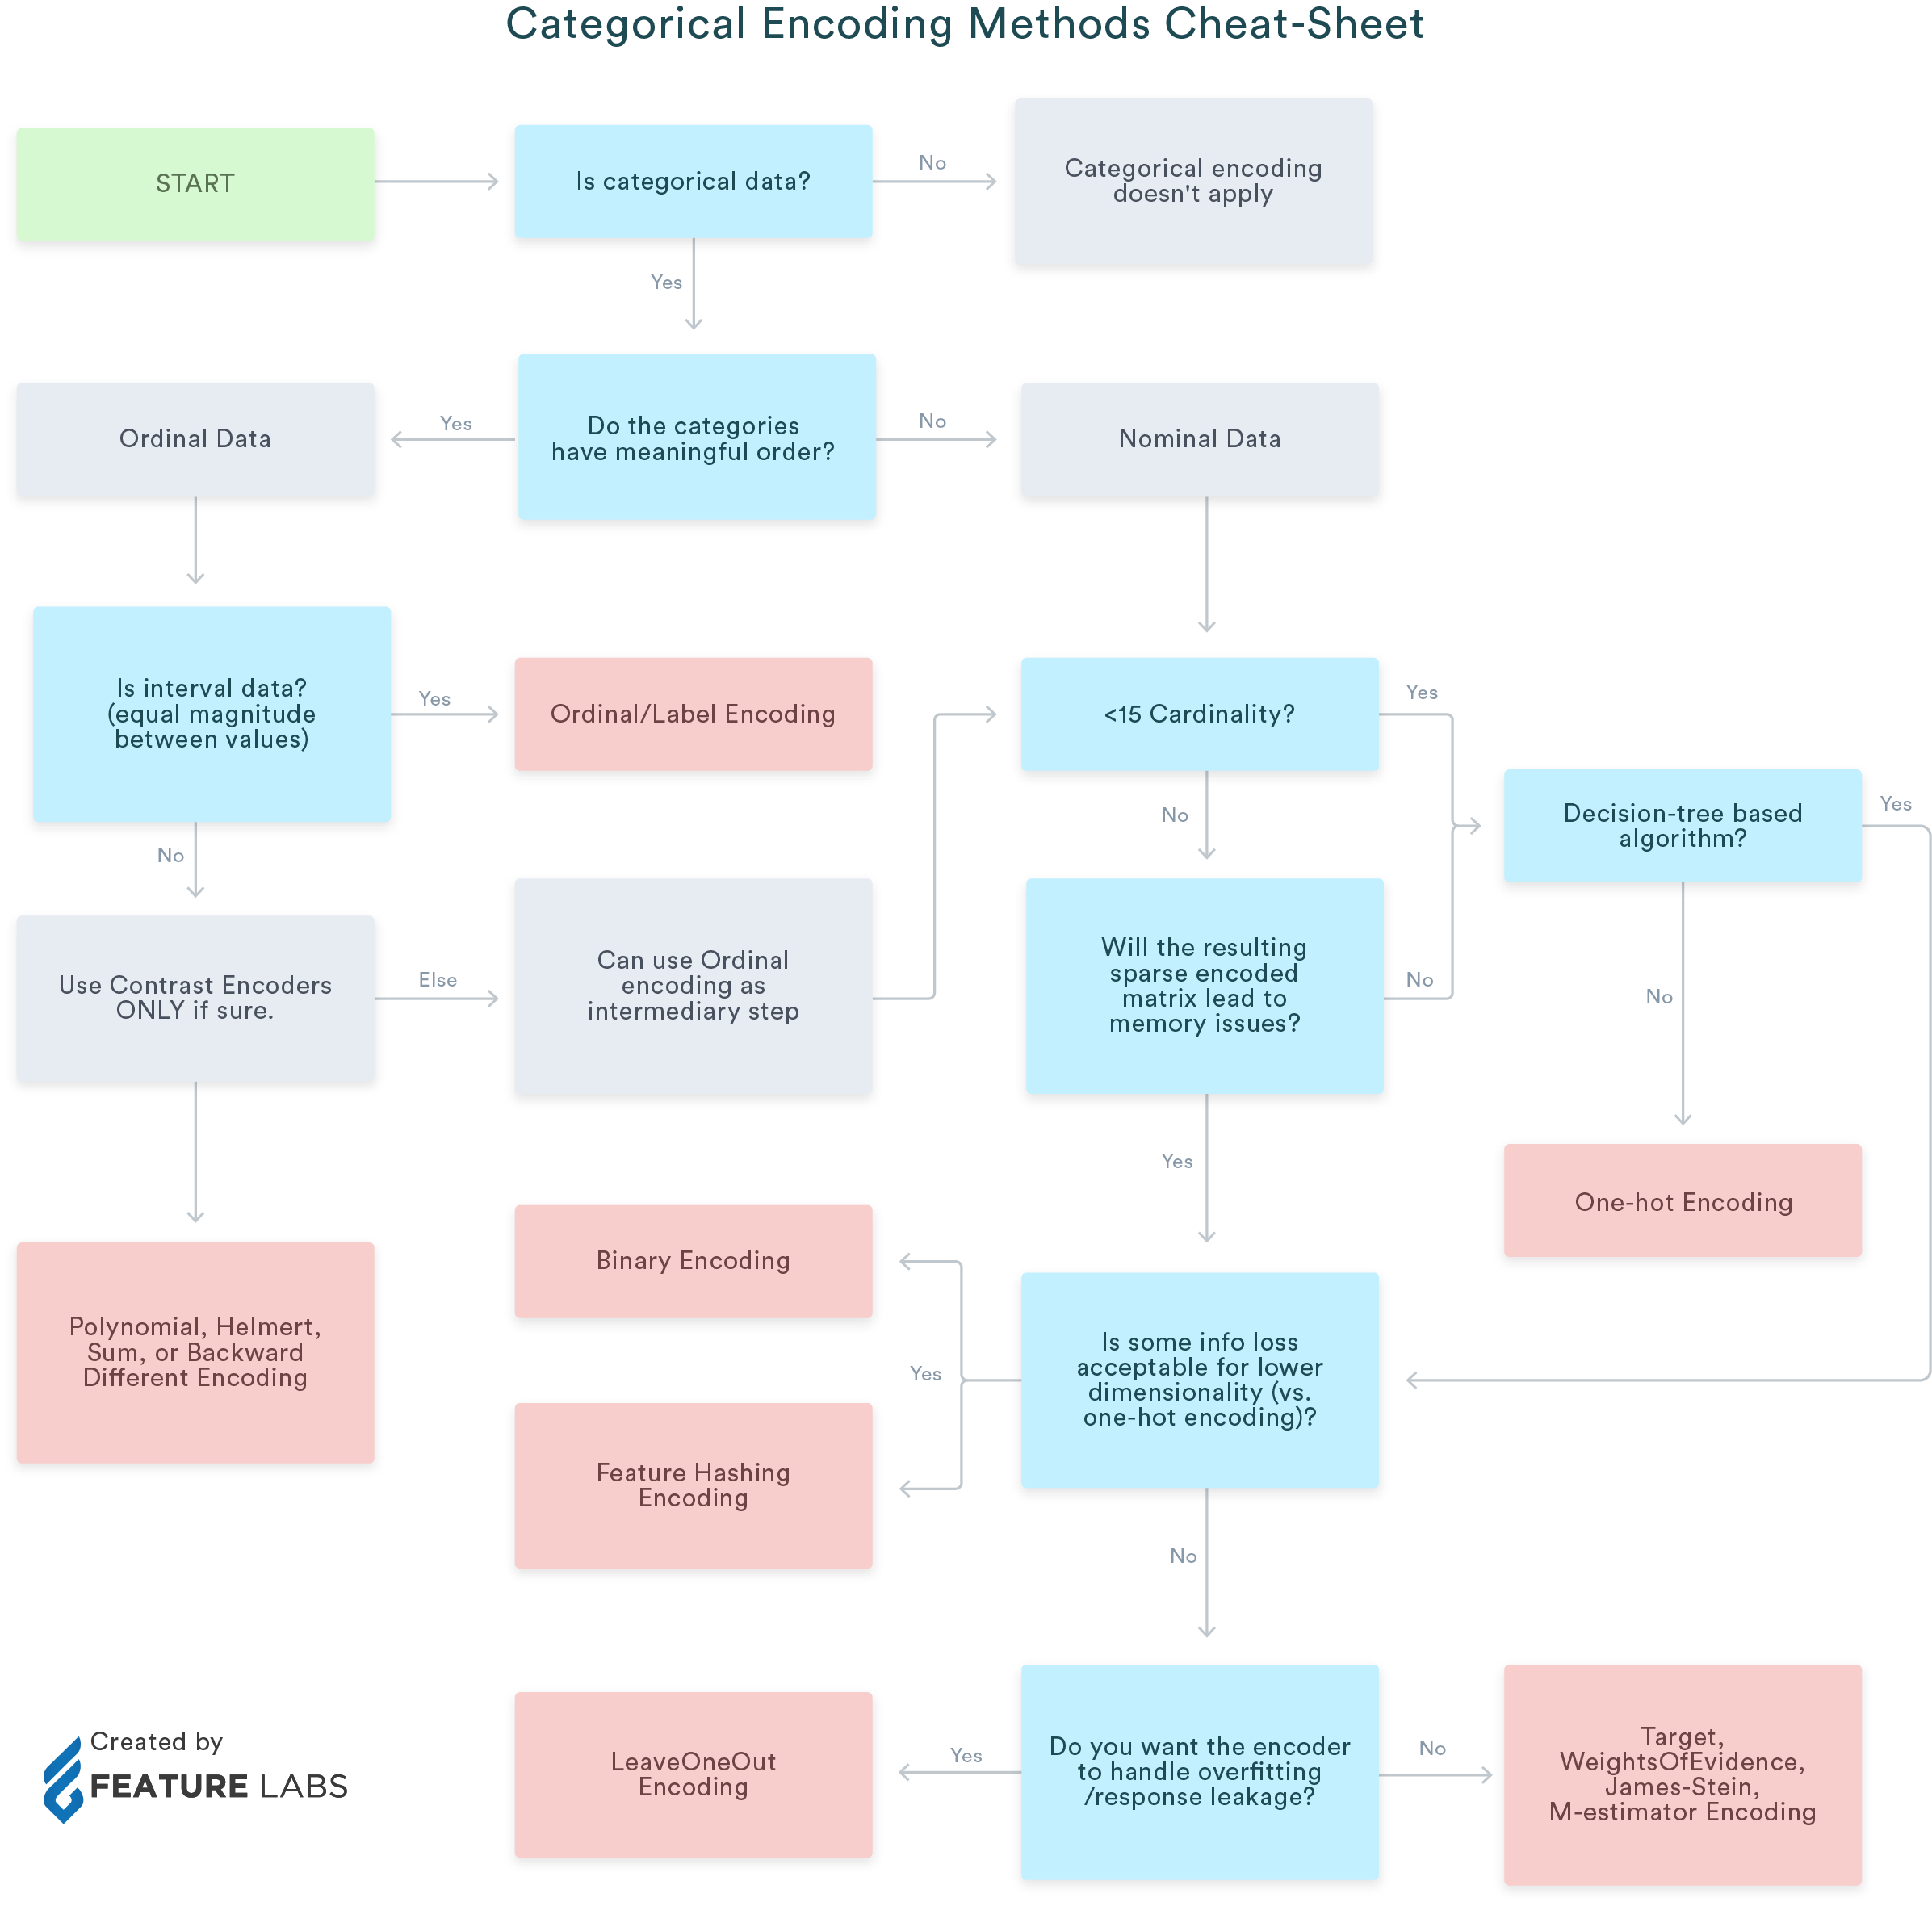 Categorical Encoding Methods Cheat-Sheet
START
Is categorical data?
No
Categorical encoding
doesn't apply
Yes
Ordinal Data
Yes
Do the categories
have meaningful order?
No
Nominal Data
Is interval data?
(equal magnitude
between values)
Yes
Ordinal/Label Encoding
<15 Cardinality?
Yes
No
No
Decision-tree based
algorithm?
Yes
Use Contrast Encoders
ONLY if sure.
Else
Can use Ordinal
encoding as
intermediary step
Will the resulting
sparse encoded
matrix lead to
memory issues?
No
No
Yes
One-hot Encoding
Polynomial, Helmert,
Sum, or Backward
Different Encoding
Binary Encoding
Feature Hashing
Encoding
Yes
Is some info loss
acceptable for lower
dimensionality (vs.
one-hot encoding)?
No
LeaveOneOut
Encoding
Yes
Do you want the encoder
to handle overfitting
/response leakage?
No
Target,
WeightsOfEvidence,
James-Stein,
M-estimator Encoding
Created by
FEATURE LABS